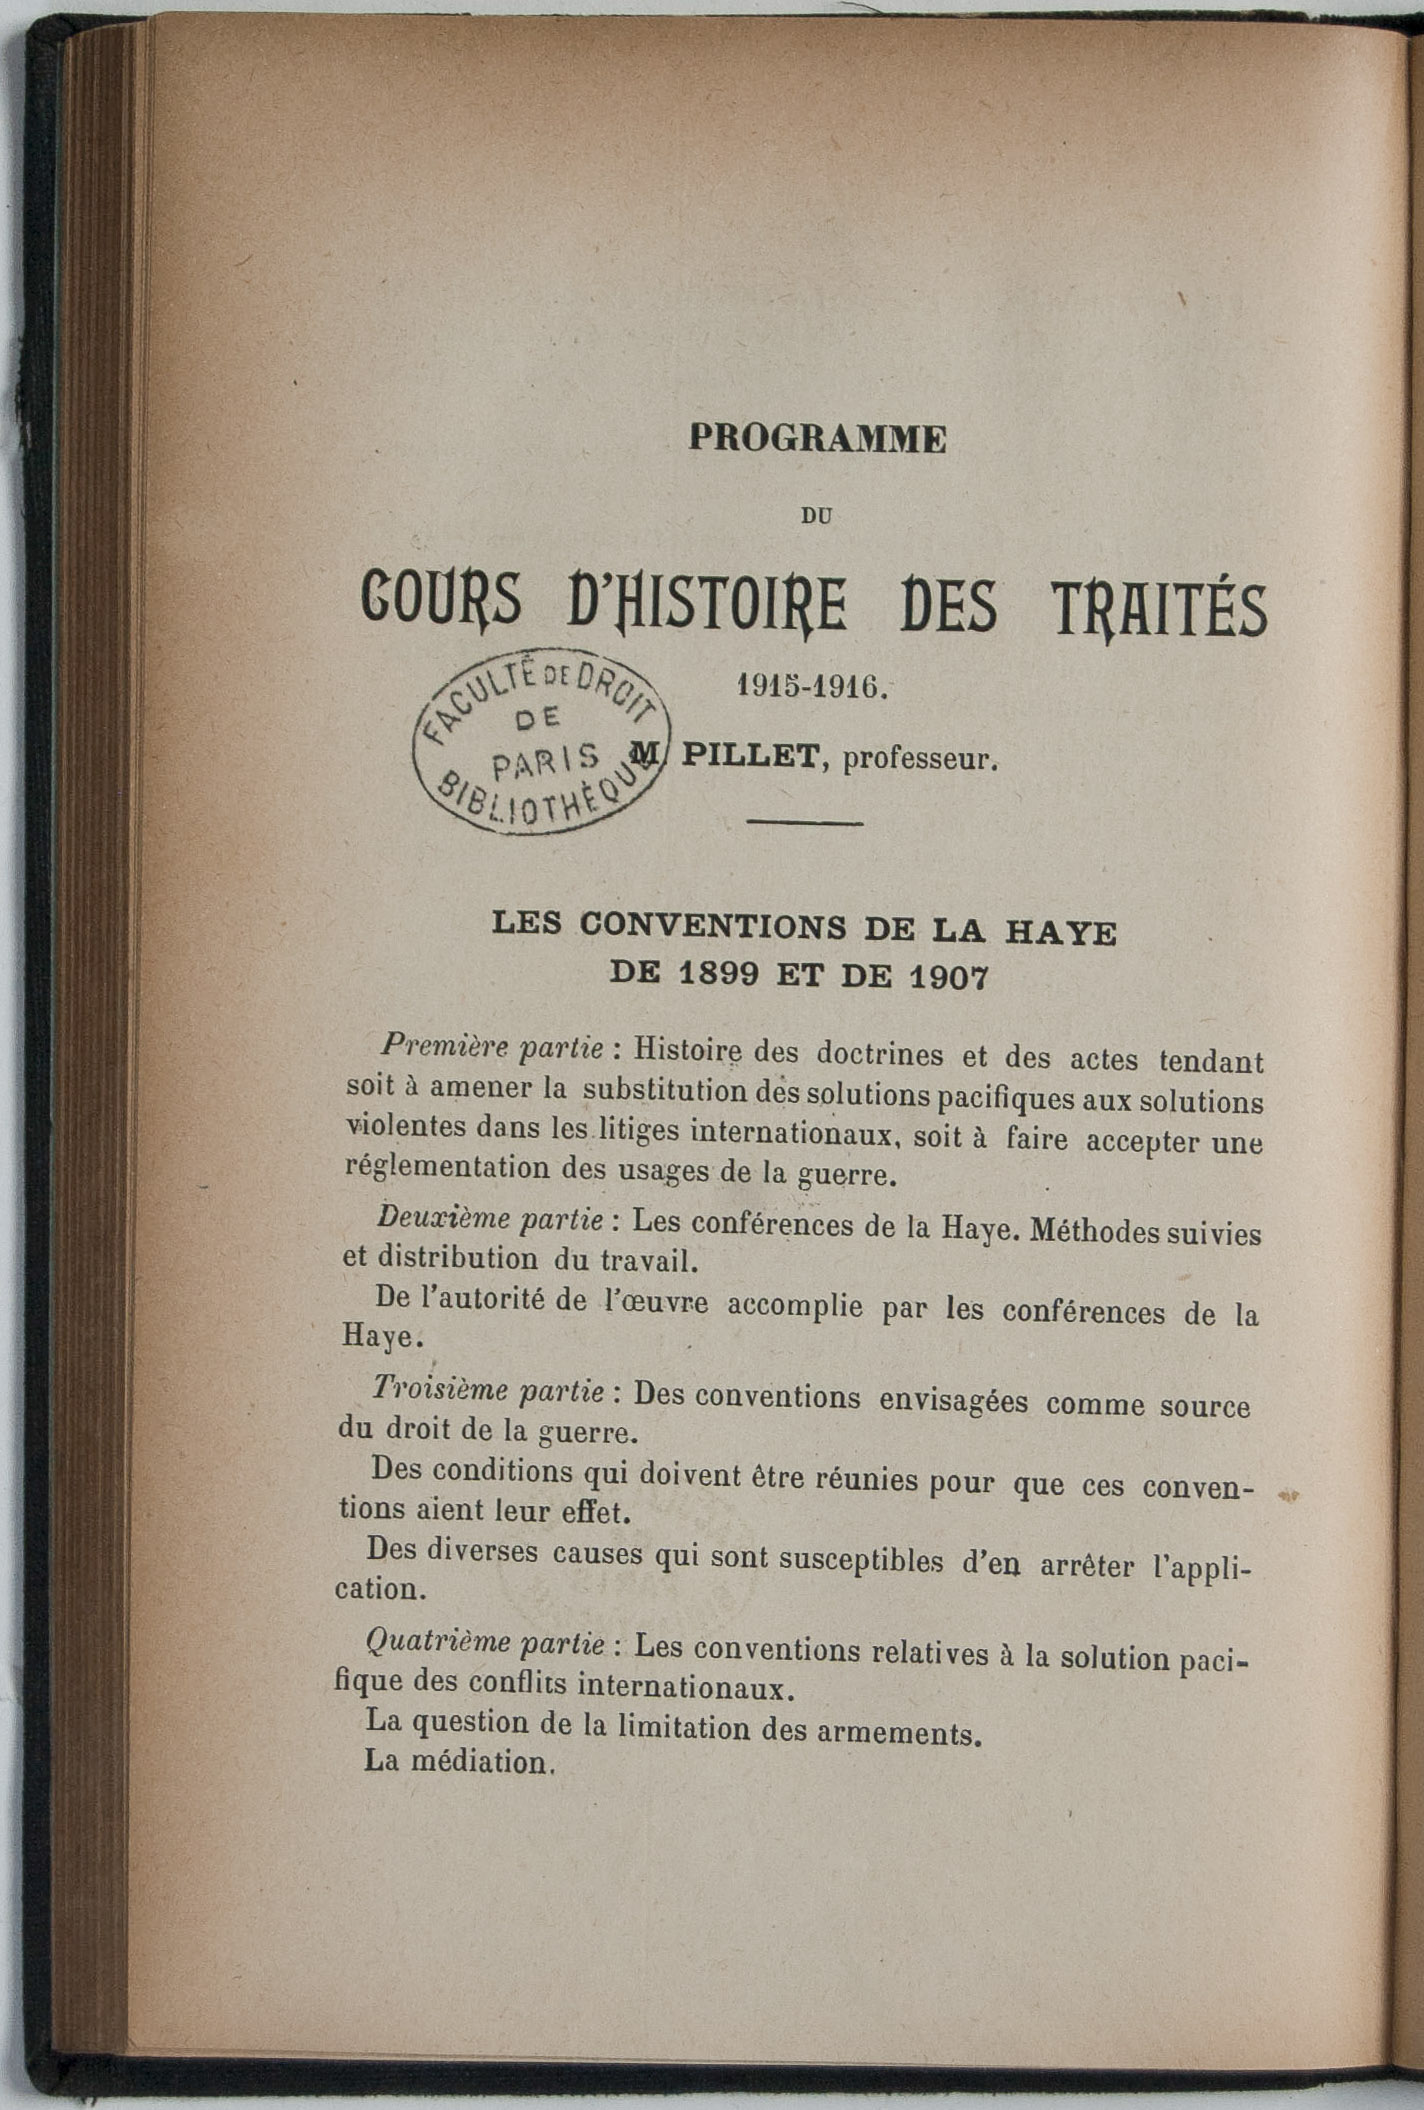 PROGRAMME
DU
COURS D'HISTOIRE DES TRAITÉS
1915-1916.
M. PILLET, professeur.
FACULTÉ DE DROIT
DE
PARIS
BIBLIOTHÈQUE
LES CONVENTIONS DE LA HAYE
DE 1899 ET DE 1907
Première partie : Histoire des doctrines et des actes tendant
soit à amener la substitution des solutions pacifiques aux solutions
violentes dans les litiges internationaux, soit à faire accepter une
réglementation des usages de la guerre.
Deuxième partie : Les conférences de la Haye. Méthodes suivies
et distribution du travail.
De l'autorité de l'œuvre accomplie par les conférences de la
Haye.
Troisième partie : Des conventions envisagées comme source
du droit de la guerre.
Des conditions qui doivent être réunies pour que ces conven-
tions aient leur effet.
Des diverses causes qui sont susceptibles d'en arrêter l'appli-
cation.
Quatrième partie : Les conventions relatives à la solution paci-
fique des conflits internationaux.
La question de la limitation des armements.
La médiation.